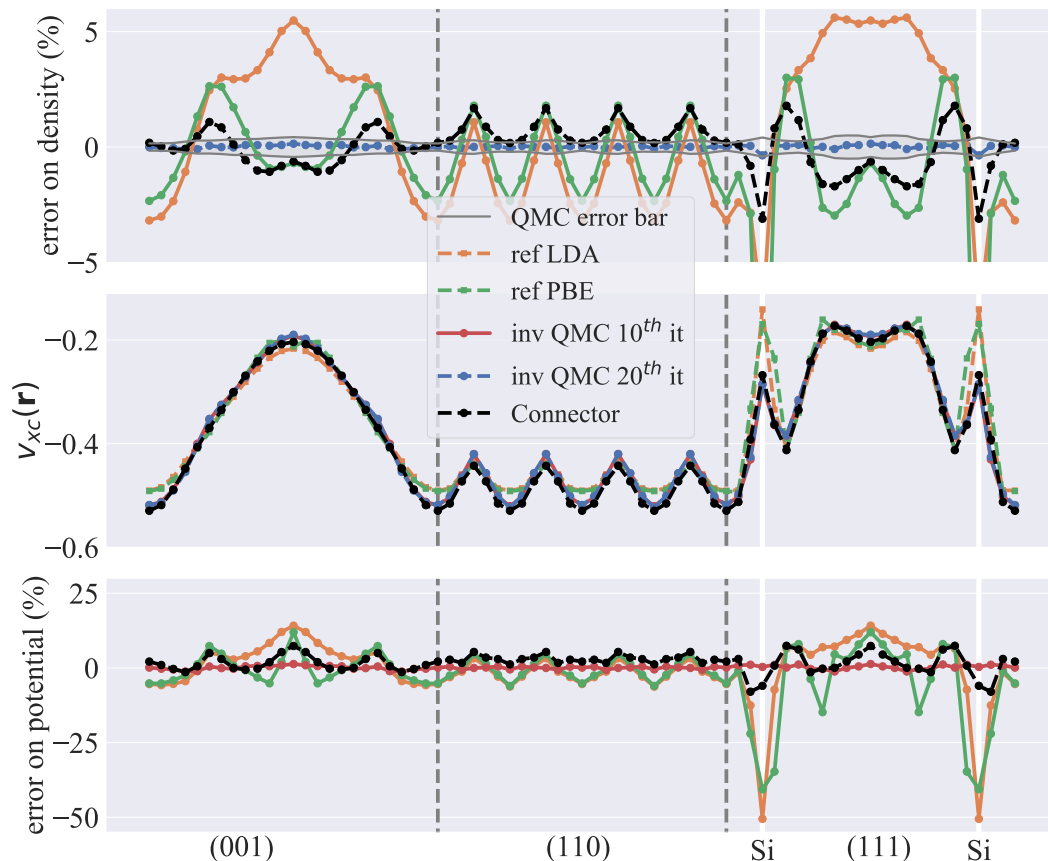 error on density (%)
5
0
−5
QMC error bar
ref LDA
ref PBE
inv QMC 10th it
inv QMC 20th it
Connector
vxc(r)
−0.2
−0.4
−0.6
error on potential (%)
25
0
−25
−50
(001)
(110)
Si
(111)
Si